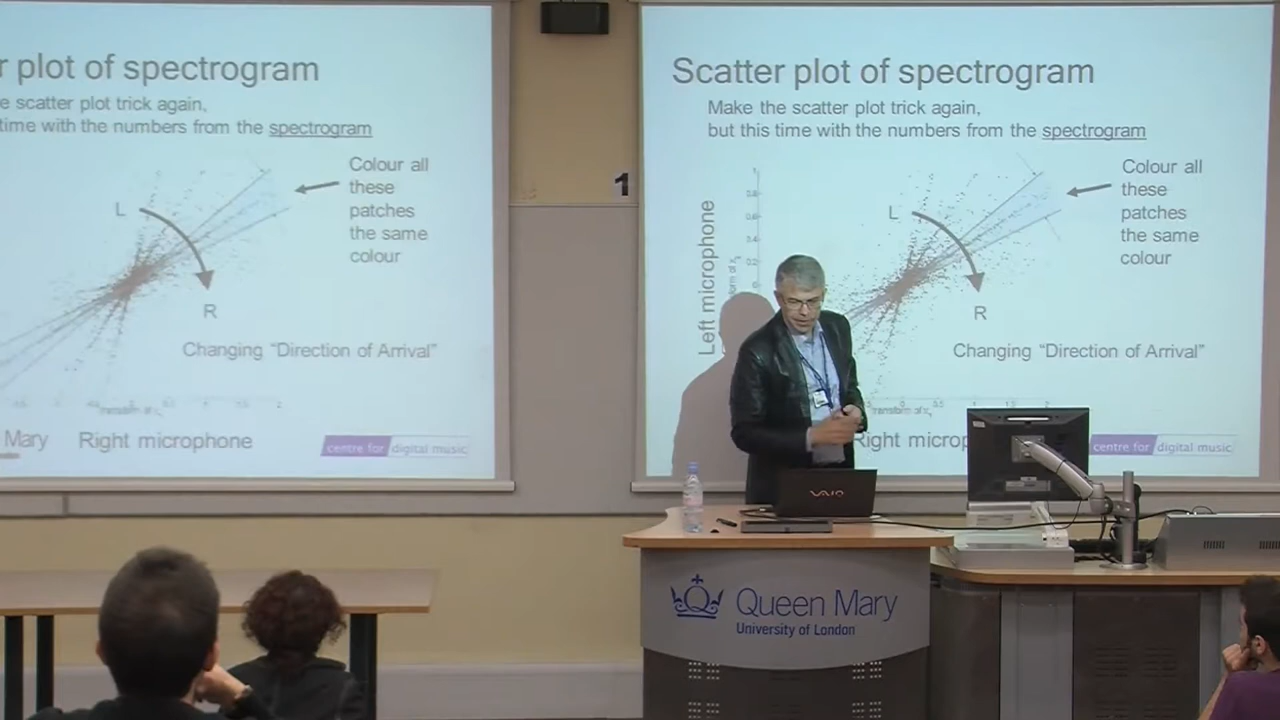 r plot of spectrogram
e scatter plot trick again,
time with the numbers from the spectrogram
Colour all
these
patches
the same
colour
L
R
Changing "Direction of Arrival"
Mary
Right microphone
centre for digital music
1
Scatter plot of spectrogram
Make the scatter plot trick again,
but this time with the numbers from the spectrogram
Colour all
these
patches
the same
colour
Left microphone
L
R
Changing "Direction of Arrival"
Right microp
centre for digital music
VAIO
Queen Mary
University of London